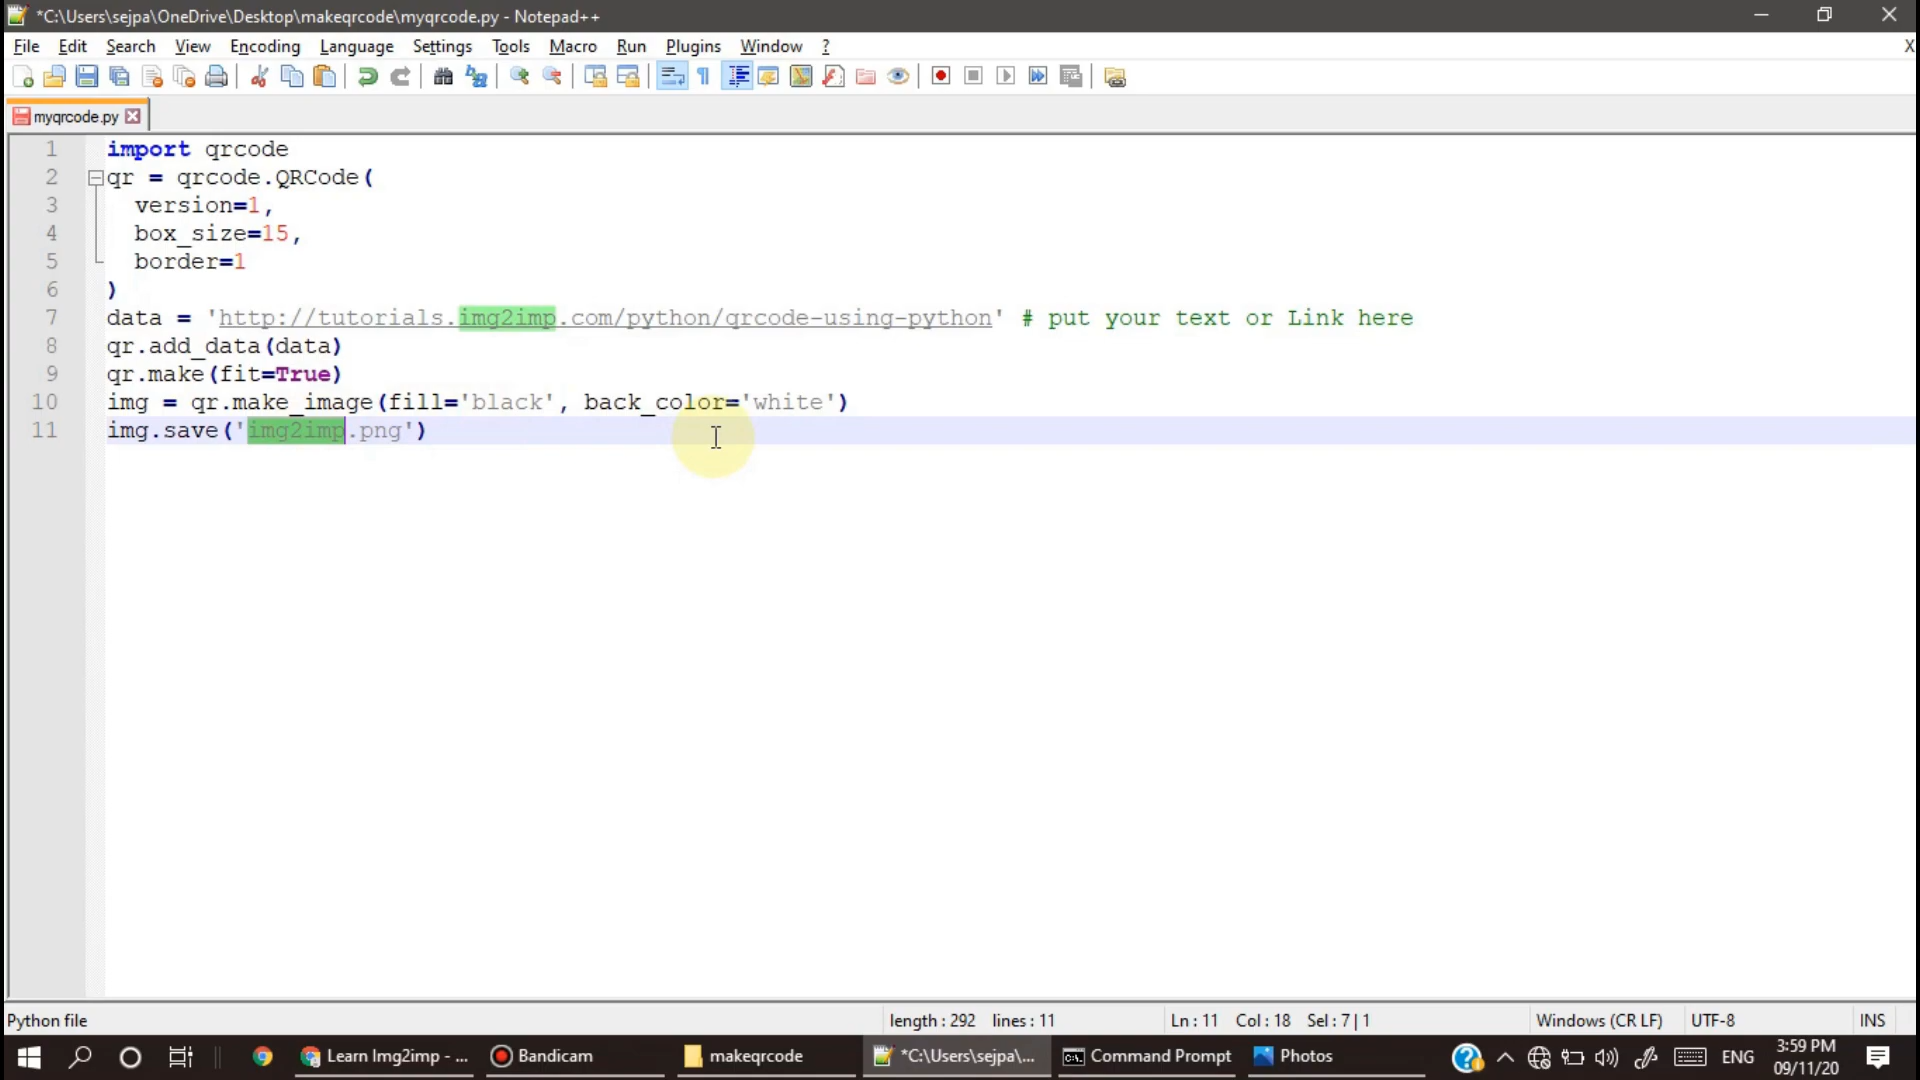 *C:\Users\sejpa\OneDrive\Desktop\makeqrcode\myqrcode.py - Notepad++
File Edit Search View Encoding Language Settings Tools Macro Run Plugins Window ? X
myqrcode.py
1 import qrcode
2 qr = qrcode.QRCode(
3 version=1,
4 box_size=15,
5 border=1
6 )
7 data = 'http://tutorials.img2imp.com/python/qrcode-using-python' # put your text or Link here
8 qr.add_data(data)
9 qr.make(fit=True)
10 img = qr.make_image(fill='black', back_color='white')
11 img.save('img2imp.png')
Python file length : 292 lines : 11 Ln : 11 Col : 18 Sel : 7 | 1 Windows (CR LF) UTF-8 INS
Learn Img2imp - ... Bandicam makeqrcode *C:\Users\sejpa\... Command Prompt Photos ENG 3:59 PM
09/11/20